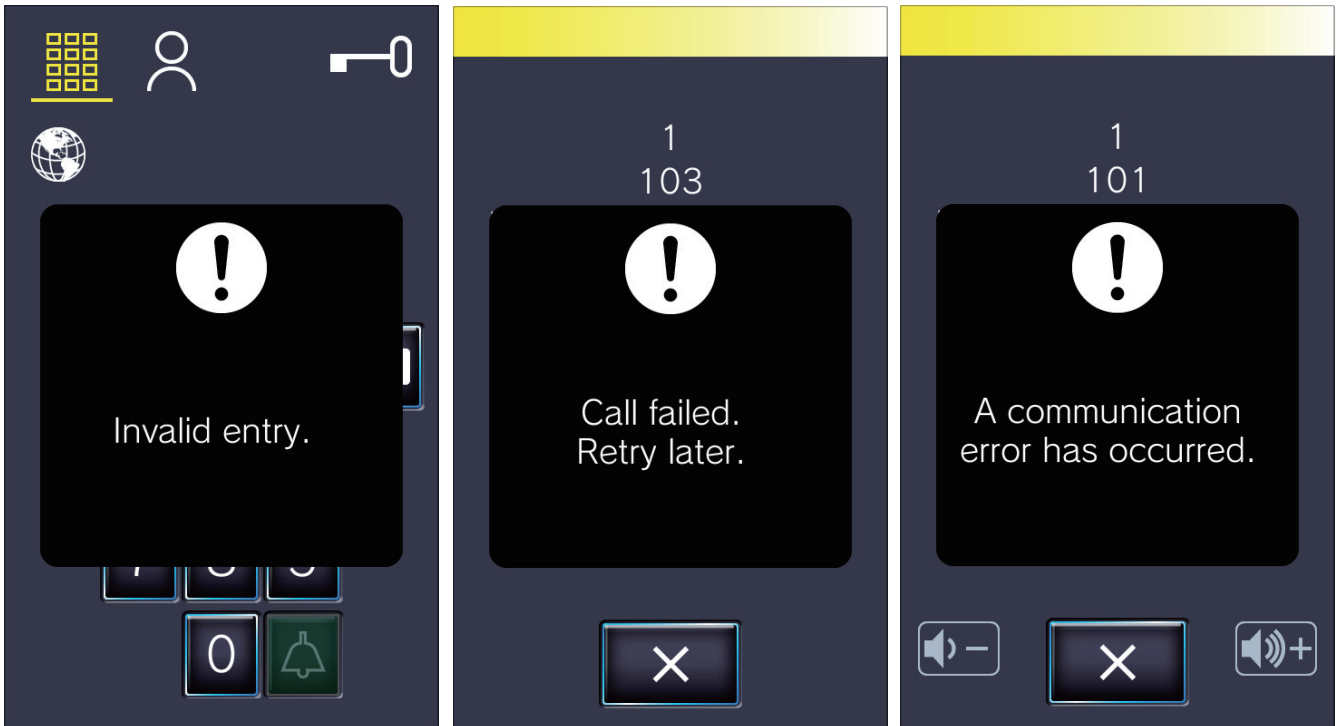 Invalid entry.
0
1
103
Call failed.
Retry later.
1
101
A communication
error has occurred.